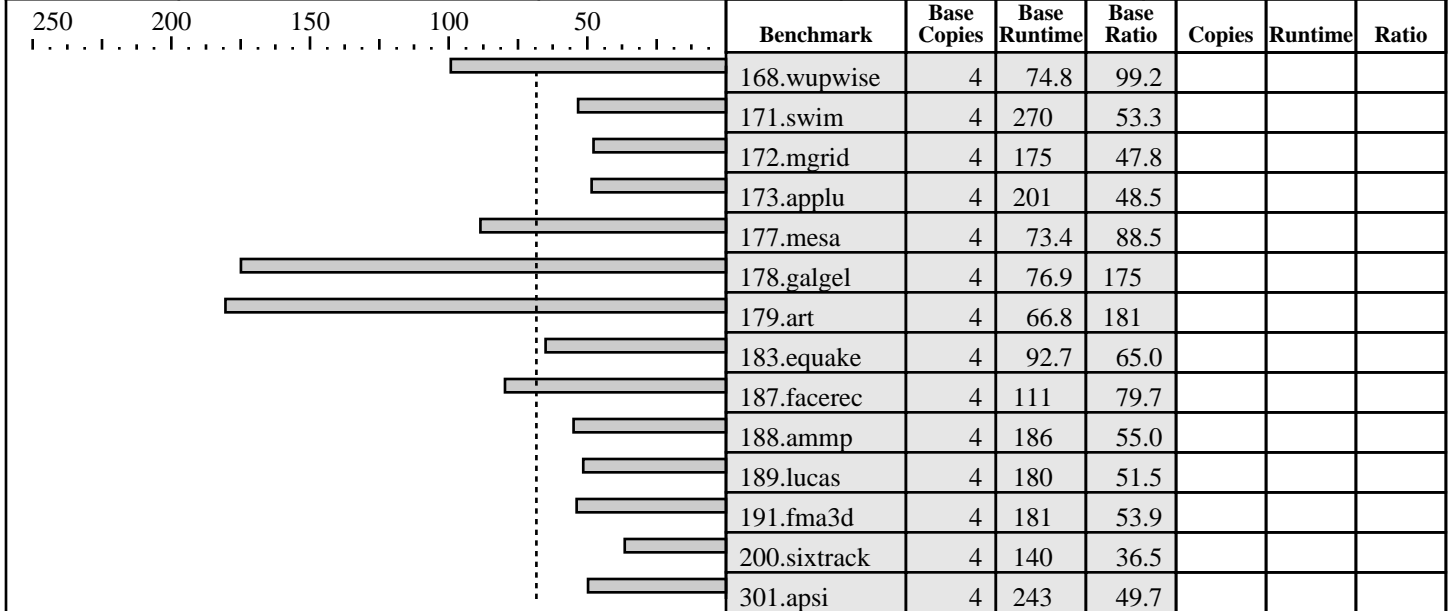 250 200 150 100 50
Benchmark Base Copies Base Runtime Base Ratio Copies Runtime Ratio
168.wupwise 4 74.8 99.2
171.swim 4 270 53.3
172.mgrid 4 175 47.8
173.applu 4 201 48.5
177.mesa 4 73.4 88.5
178.galgel 4 76.9 175
179.art 4 66.8 181
183.equake 4 92.7 65.0
187.facerec 4 111 79.7
188.ammp 4 186 55.0
189.lucas 4 180 51.5
191.fma3d 4 181 53.9
200.sixtrack 4 140 36.5
301.apsi 4 243 49.7